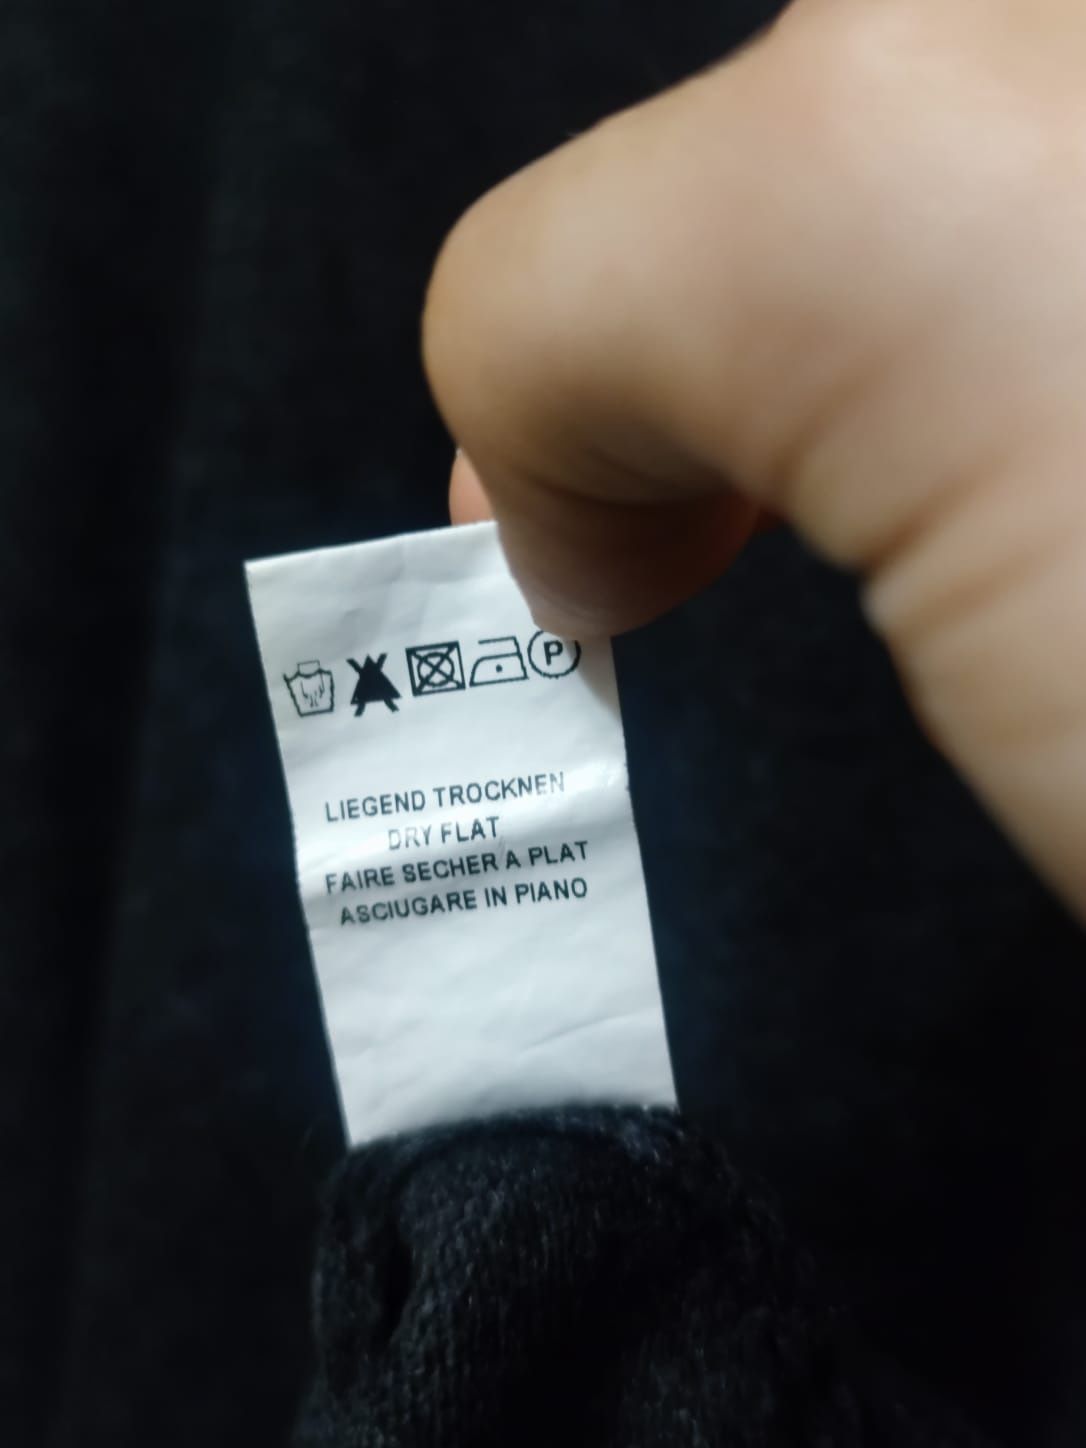 P
LIEGEND TROCKNEN
DRY FLAT
FAIRE SECHER A PLAT
ASCIUGARE IN PIANO